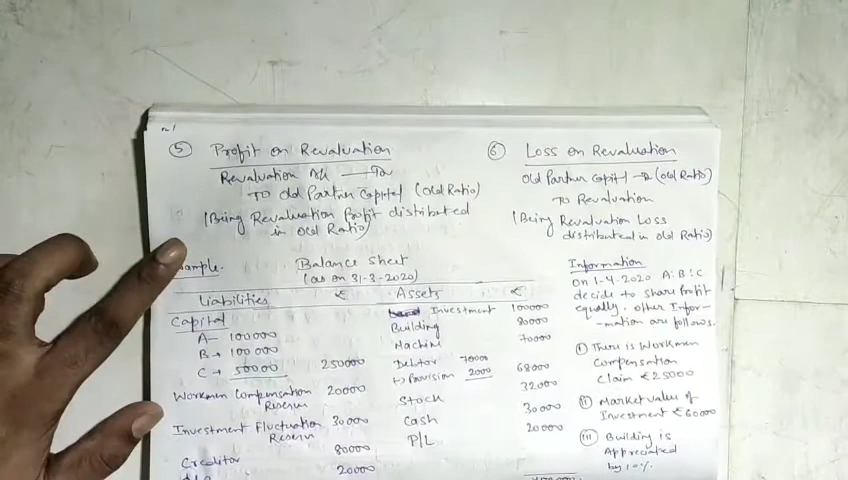 ⑤ Profit on Revaluation
Revaluation A/c — Dr
To Old Partner Capital (Old Ratio)
(Being Revaluation Profit distributed
in Old Ratio)
⑥ Loss on Revaluation
Old Partner Capital Dr (Old Ratio)
To Revaluation
(Being Revaluation Loss
distributed in Old Ratio)
Balance Sheet
(as on 31-3-2020)
Liabilities ₹ Assets ₹
Capital
A- 100000
B→ 100000
C→ 50000 250000
Workmen Compensation 20000
Reserve
Investment Fluctuation 30000
Reserve
Creditor 80000
20000
Investment 100000
Building 80000
Machine 70000
Debtor 70000
(-) Provision 2000 68000
Stock 32000
Cash 30000
P/L 20000
Information
On 1-4-2020 A:B:C
decide to share Profit
equally. other Infor-
-mation are follows.
(i) There is Workmen
Compensation
Claim ₹25000
(ii) Market value of
Investment ₹60000
(iii) Building is
Appreciated
by 10%.